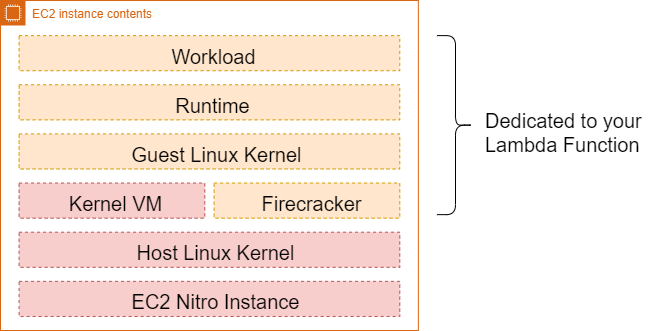 EC2 instance contents
Workload
Runtime
Guest Linux Kernel
Kernel VM
Firecracker
Host Linux Kernel
EC2 Nitro Instance
Dedicated to your
Lambda Function